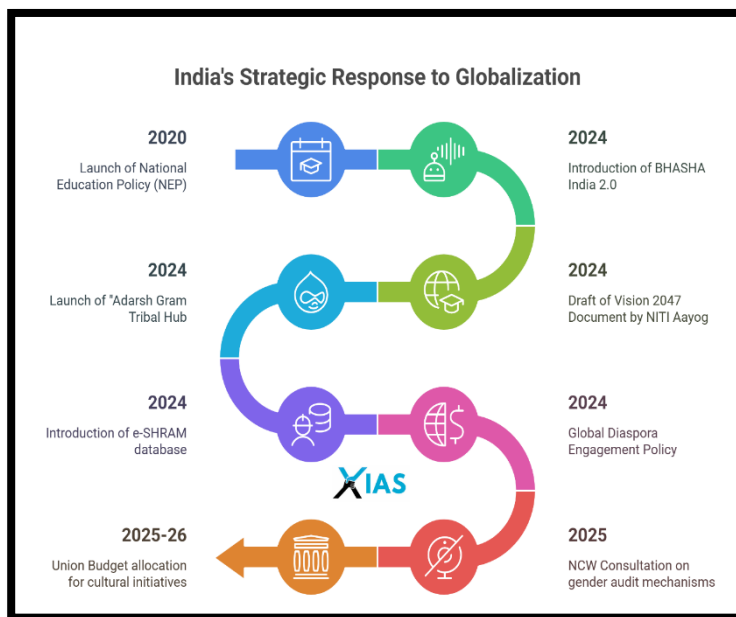 India's Strategic Response to Globalization
2020
Launch of National
Education Policy (NEP)
2024
Introduction of BHASHA
India 2.0
2024
Draft of Vision 2047
Document by NITI Aayog
2024
Launch of "Adarsh Gram
Tribal Hub
2024
Introduction of e-SHRAM
database
2024
Global Diaspora
Engagement Policy
XIAS
2025
NCW Consultation on
gender audit mechanisms
2025-26
Union Budget allocation
for cultural initiatives